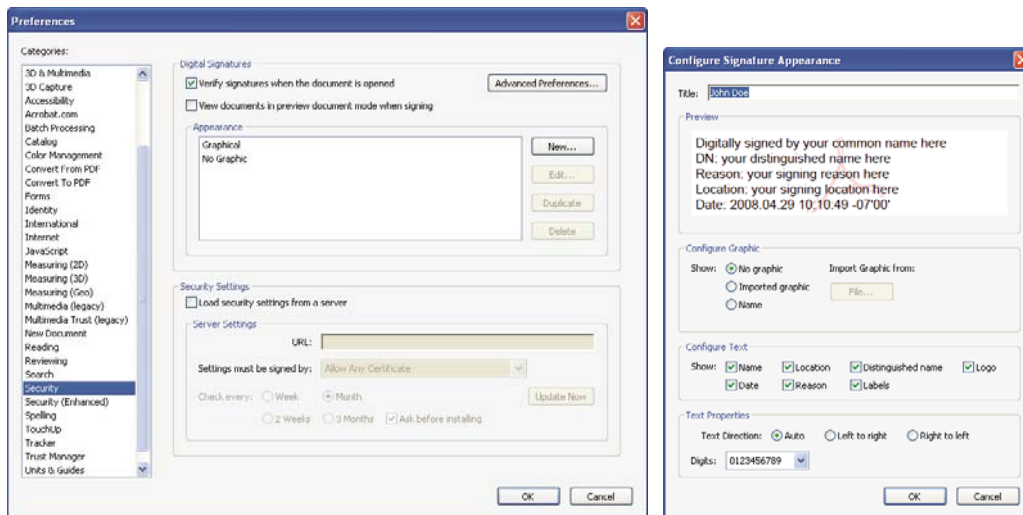 Preferences
Categories:
3D & Multimedia
3D Capture
Accessibility
Acrobat.com
Batch Processing
Catalog
Color Management
Convert From PDF
Convert To PDF
Forms
Identity
International
Internet
JavaScript
Measuring (2D)
Measuring (3D)
Measuring (Geo)
Multimedia (legacy)
Multimedia Trust (legacy)
New Document
Reading
Reviewing
Search
Security
Security (Enhanced)
Spelling
TouchUp
Tracker
Trust Manager
Units & Guides
Digital Signatures
Verify signatures when the document is opened
Advanced Preferences...
View documents in preview document mode when signing
Appearance
Graphical
No Graphic
New...
Edit...
Duplicate
Delete
Security Settings
Load security settings from a server
Server Settings
URL:
Settings must be signed by: Allow Any Certificate
Check every: Week Month Update Now
2 Weeks 3 Months Ask before installing
OK Cancel
Configure Signature Appearance
Title: John Doe
Preview
Digitally signed by your common name here
DN: your distinguished name here
Reason: your signing reason here
Location: your signing location here
Date: 2008.04.29 10:10:49 -07'00'
Configure Graphic
Show: No graphic Import Graphic from:
Imported graphic File...
Name
Configure Text
Show: Name Location Distinguished name Logo
Date Reason Labels
Text Properties
Text Direction: Auto Left to right Right to left
Digits: 0123456789
OK Cancel